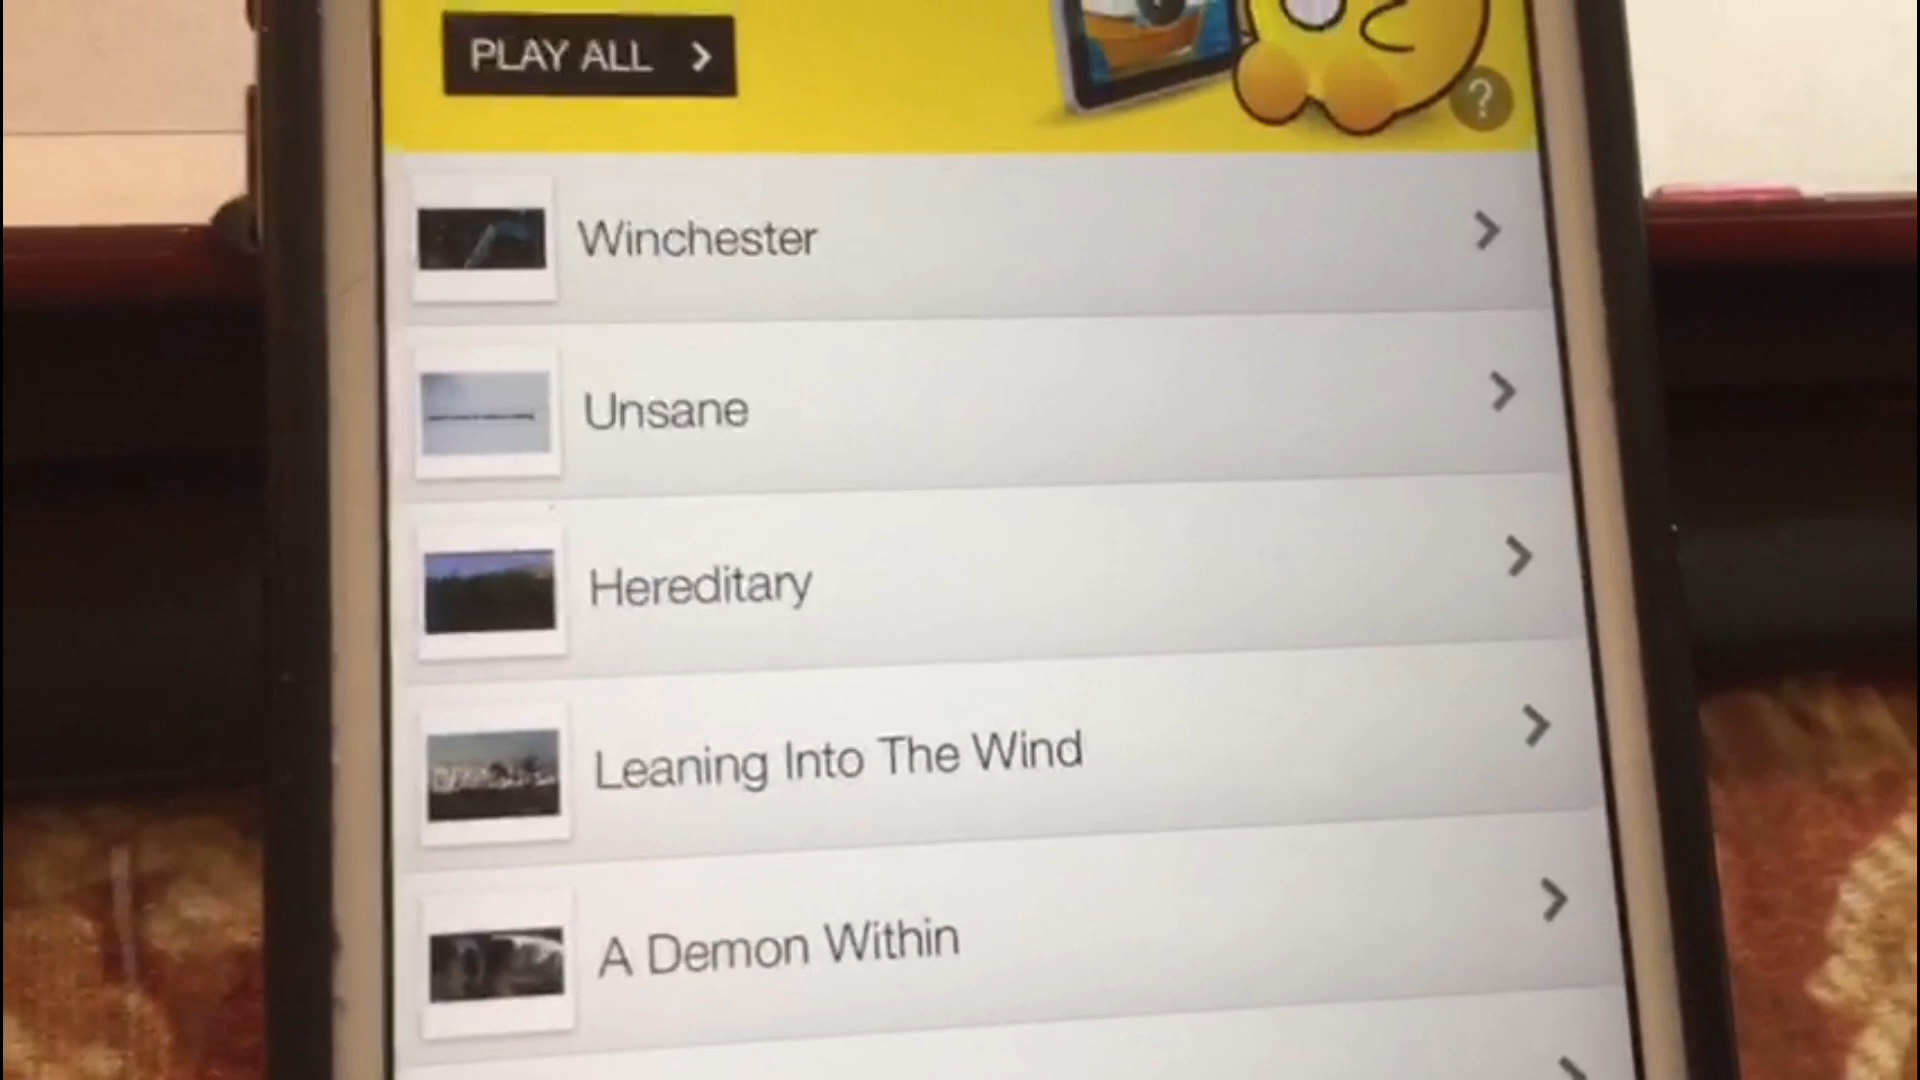 PLAY ALL
?
Winchester
Unsane
Hereditary
Leaning Into The Wind
A Demon Within